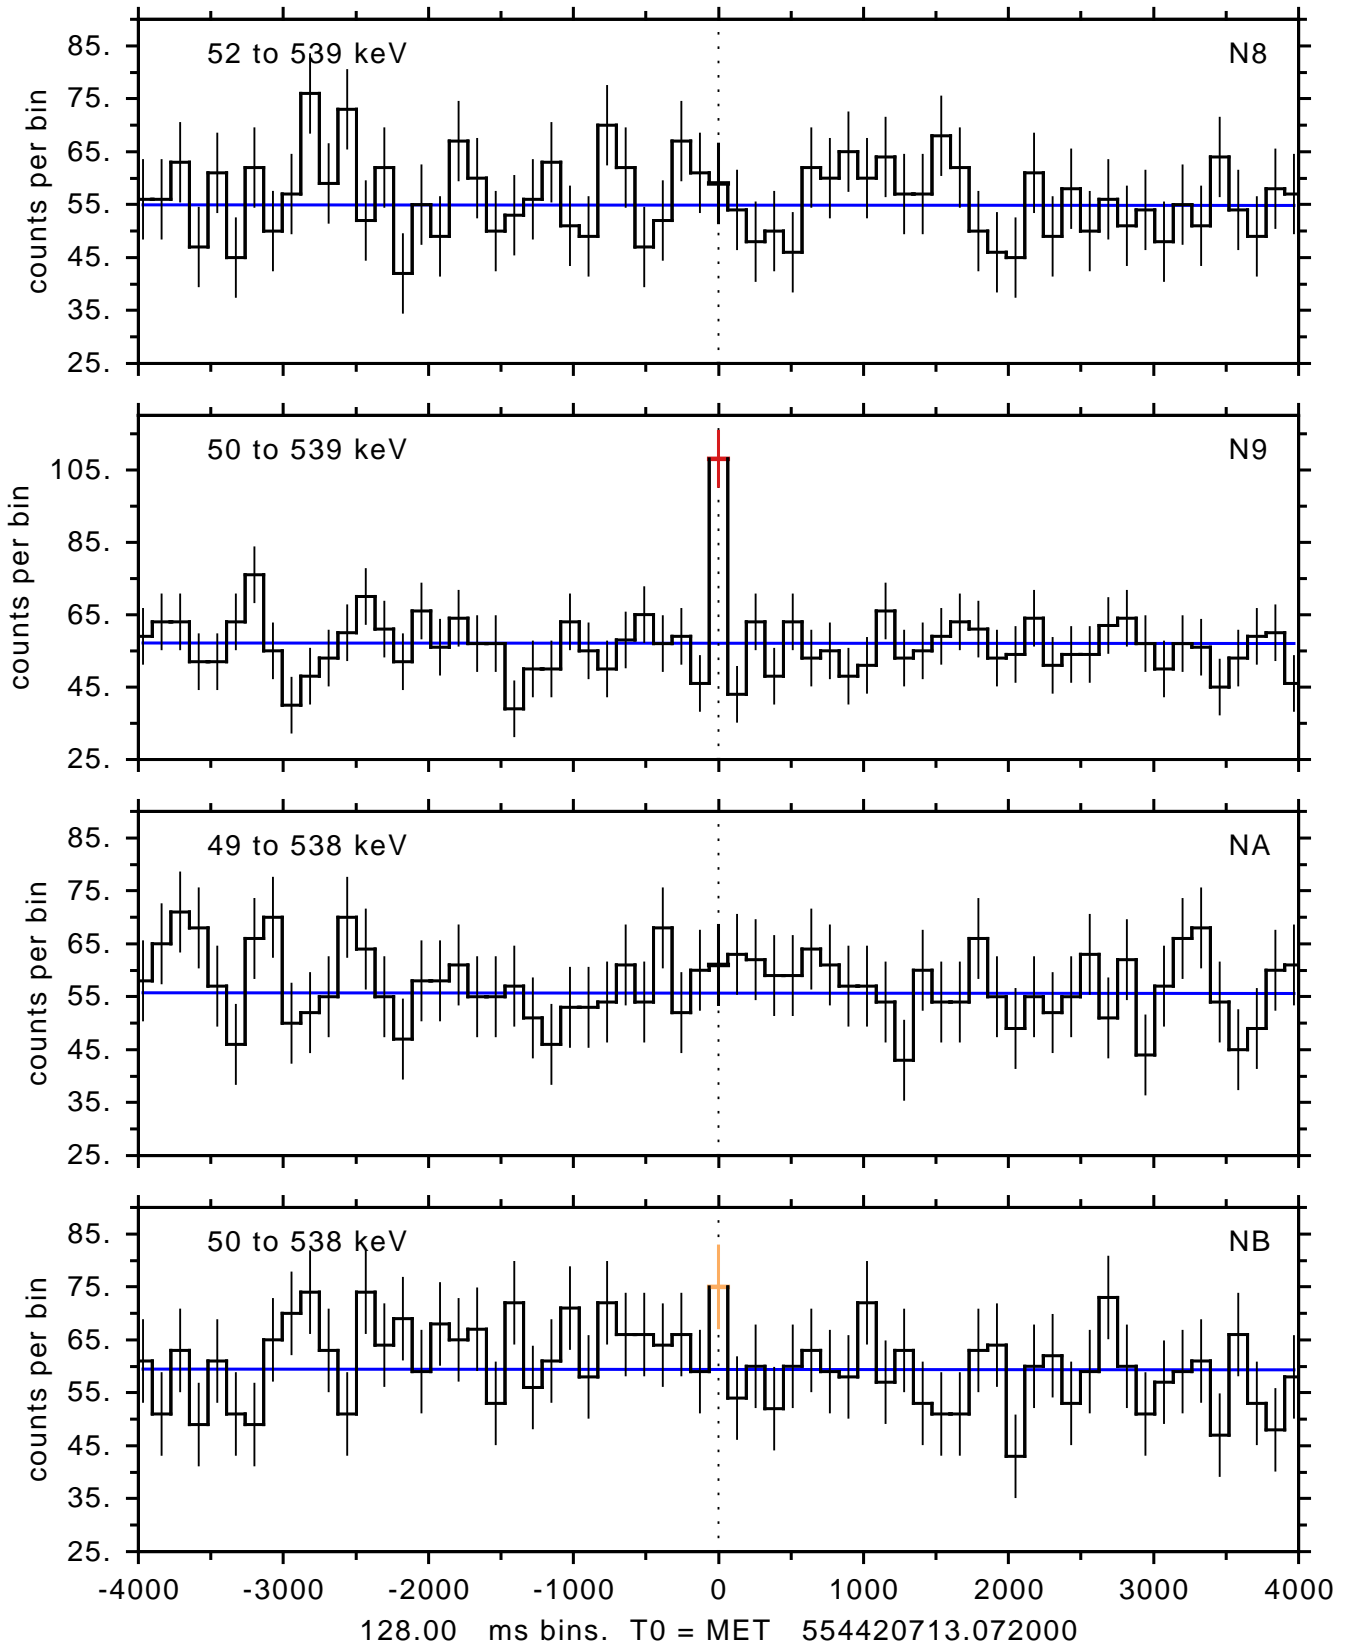 52 to 539 keV N8
85.
75.
65.
55.
45.
35.
25.
counts per bin
50 to 539 keV N9
105.
85.
65.
45.
25.
counts per bin
49 to 538 keV NA
85.
75.
65.
55.
45.
35.
25.
counts per bin
50 to 538 keV NB
85.
75.
65.
55.
45.
35.
25.
counts per bin
-4000 -3000 -2000 -1000 0 1000 2000 3000 4000
128.00 ms bins. T0 = MET 554420713.072000